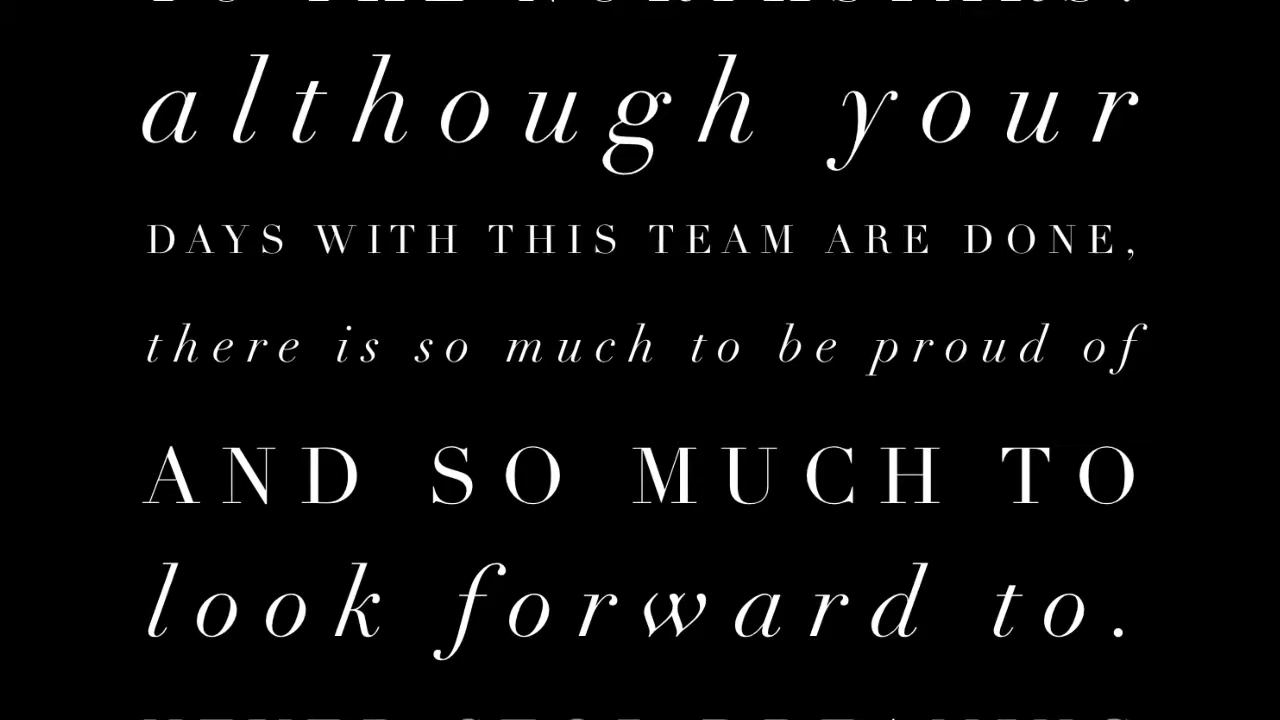 although your
DAYS WITH THIS TEAM ARE DONE,
there is so much to be proud of
AND SO MUCH TO
look forward to.